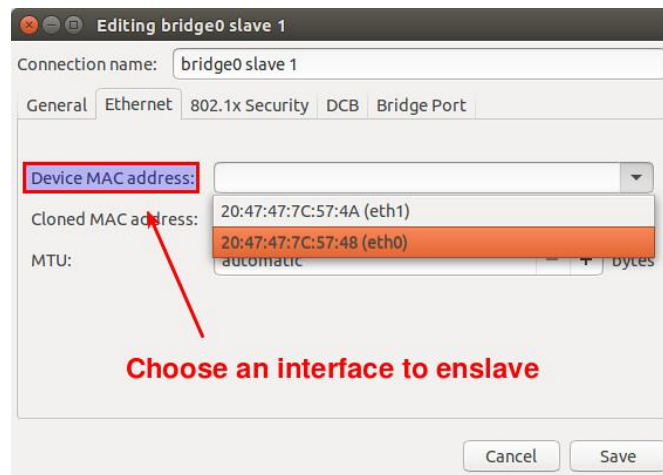 Editing bridge0 slave 1
Connection name: bridge0 slave 1
General Ethernet 802.1x Security DCB Bridge Port
Device MAC address:
20:47:47:7C:57:4A (eth1)
Cloned MAC address:
20:47:47:7C:57:48 (eth0)
MTU: automatic - + bytes
Choose an interface to enslave
Cancel Save